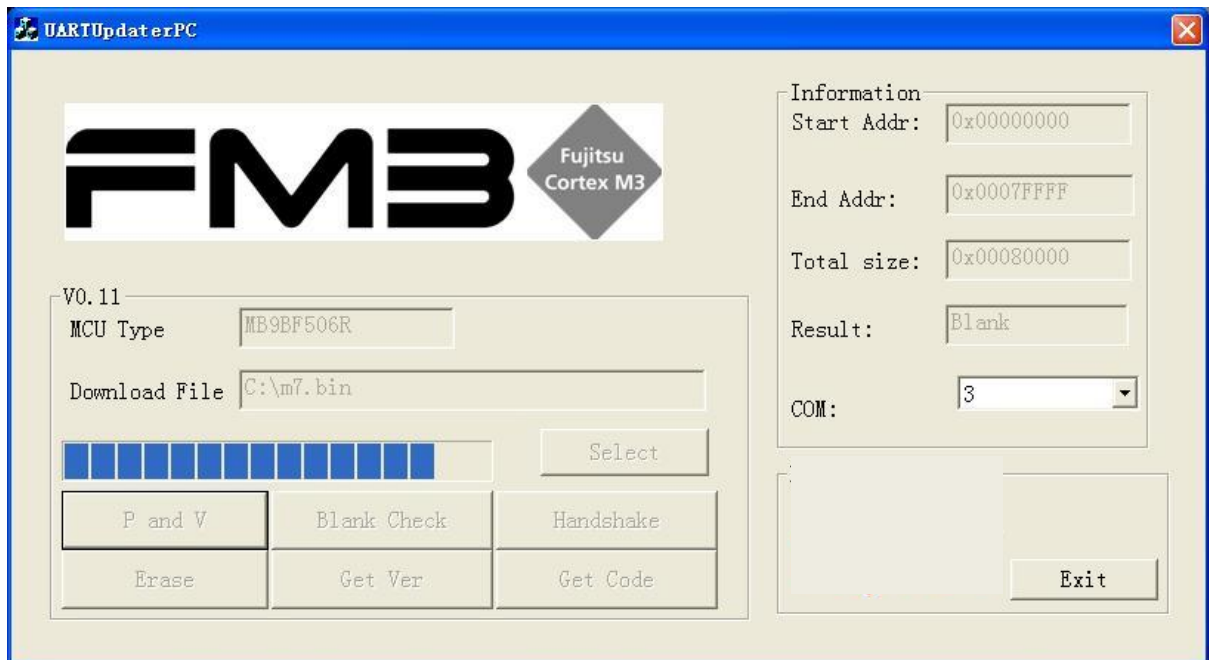 UARTUpdaterPC
FM3
Fujitsu
Cortex M3
Information
Start Addr: 0x00000000
End Addr: 0x0007FFFF
Total size: 0x00080000
Result: Blank
COM: 3
V0.11
MCU Type MB9BF506R
Download File C:\m7.bin
Select
P and V Blank Check Handshake
Erase Get Ver Get Code
Exit